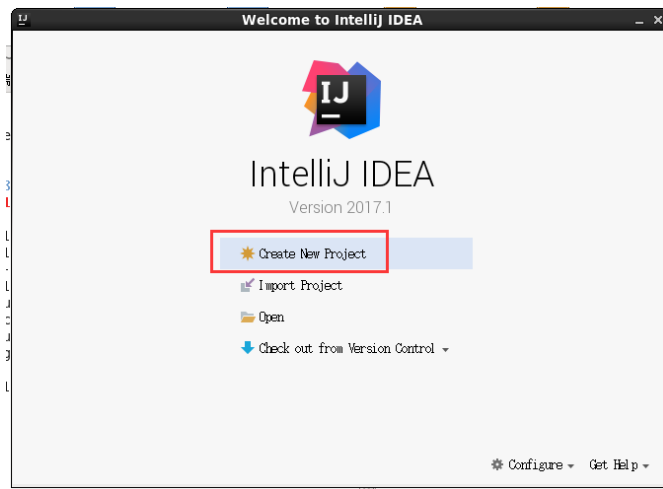 IJ
Welcome to IntelliJ IDEA
IJ
IntelliJ IDEA
Version 2017.1
Create New Project
Import Project
Open
Check out from Version Control
Configure
Get Help